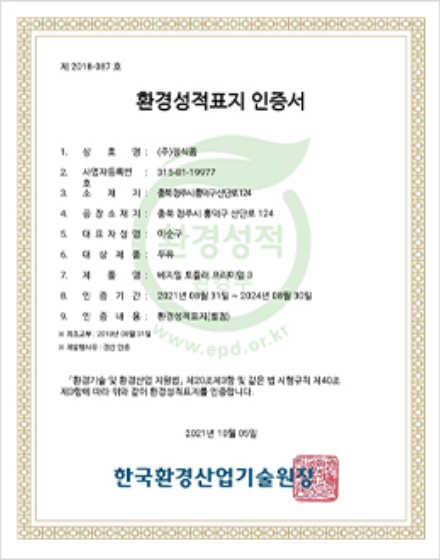 제 2018-087 호
환경성적표지 인증서
1. 상 호 명 : (주)정식품
2. 사업자등록번호 : 315-81-19977
3. 소 재 지 : 충북 청주시 흥덕구 산단로 124
4. 공 장 소 재 지 : 충북 청주시 흥덕구 산단로 124
5. 대 표 자 성 명 : 이순구
6. 대 상 제 품 : 두유
7. 제 품 명 : 베지밀 토들러 프리미엄 3
8. 인 증 기 간 : 2021년 08월 31일 ~ 2024년 08월 30일
9. 인 증 내 용 : 환경성적표지(별첨)
※ 최초교부 : 2018년 08월 31일
※ 재발행사유 : 갱신 인증
「환경기술 및 환경산업 지원법」 제20조제3항 및 같은 법 시행규칙 제40조
제3항에 따라 위와 같이 환경성적표지를 인증합니다.
2021년 10월 05일
한국환경산업기술원장
환경성적
환경부
www.epd.or.kr